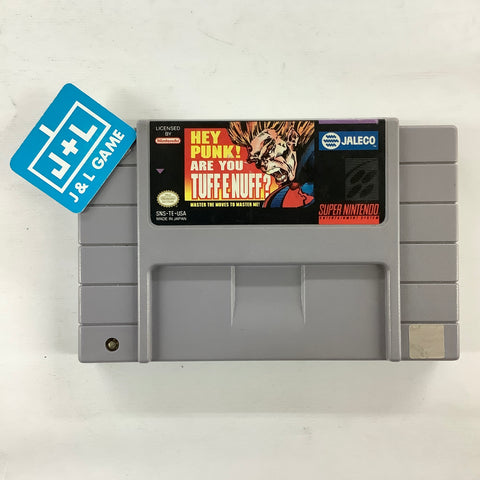 J+L
J & L GAME
LICENSED BY
Nintendo
HEY
PUNK!
ARE YOU
TUFF E NUFF?
MASTER THE MOVES TO MASTER ME!
JALECO
SNS-TE-USA
MADE IN JAPAN
SUPER NINTENDO
ENTERTAINMENT SYSTEM